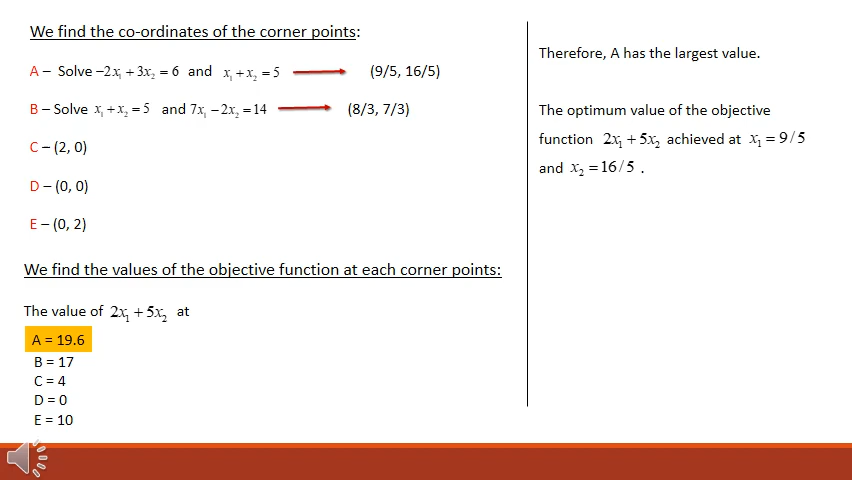 We find the co-ordinates of the corner points:
A – Solve −2x₁ + 3x₂ = 6 and x₁ + x₂ = 5 (9/5, 16/5)
B – Solve x₁ + x₂ = 5 and 7x₁ − 2x₂ = 14 (8/3, 7/3)
C – (2, 0)
D – (0, 0)
E – (0, 2)
We find the values of the objective function at each corner points:
The value of 2x₁ + 5x₂ at
A = 19.6
B = 17
C = 4
D = 0
E = 10
Therefore, A has the largest value.
The optimum value of the objective
function 2x₁ + 5x₂ achieved at x₁ = 9/5
and x₂ = 16/5 .